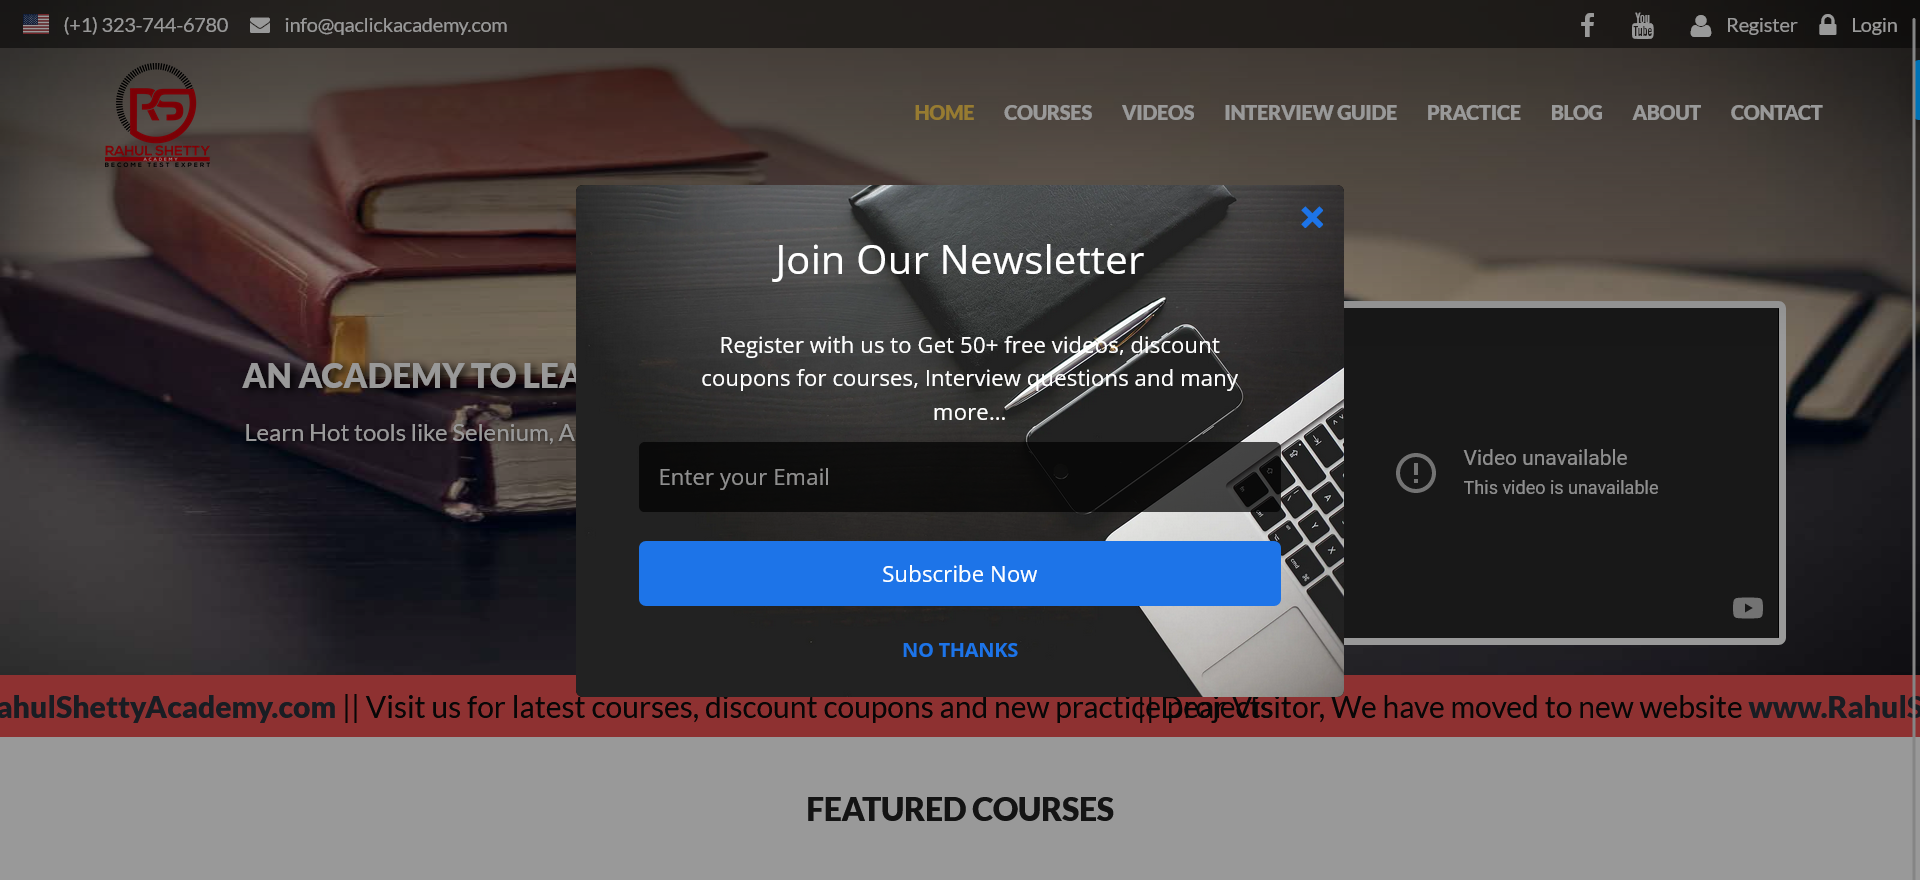 (+1) 323-744-6780
info@qaclickacademy.com
Register
Login
RS
RAHUL SHETTY
ACADEMY
BECOME TEST EXPERT
HOME
COURSES
VIDEOS
INTERVIEW GUIDE
PRACTICE
BLOG
ABOUT
CONTACT
Join Our Newsletter
Register with us to Get 50+ free videos, discount
coupons for courses, Interview questions and many
more...
Enter your Email
Subscribe Now
NO THANKS
AN ACADEMY TO LEA
Learn Hot tools like Selenium, A
Video unavailable
This video is unavailable
ahulShettyAcademy.com || Visit us for latest courses, discount coupons and new practice projects
|| Dear Visitor, We have moved to new website www.RahulS
FEATURED COURSES